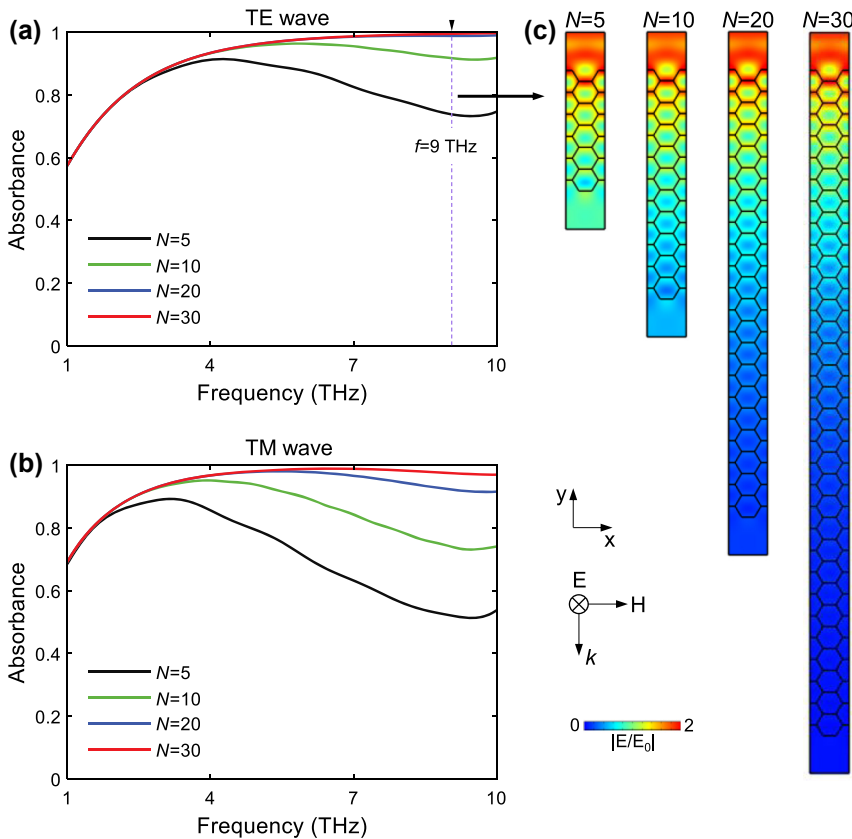 (a)
TE wave
1
0.8
0.6
0.4
0.2
0
Absorbance
f=9 THz
N=5
N=10
N=20
N=30
1
4
7
10
Frequency (THz)
(b)
TM wave
1
0.8
0.6
0.4
0.2
0
Absorbance
N=5
N=10
N=20
N=30
1
4
7
10
Frequency (THz)
(c)
N=5
N=10
N=20
N=30
y
x
E
H
k
0
2
|E/E₀|